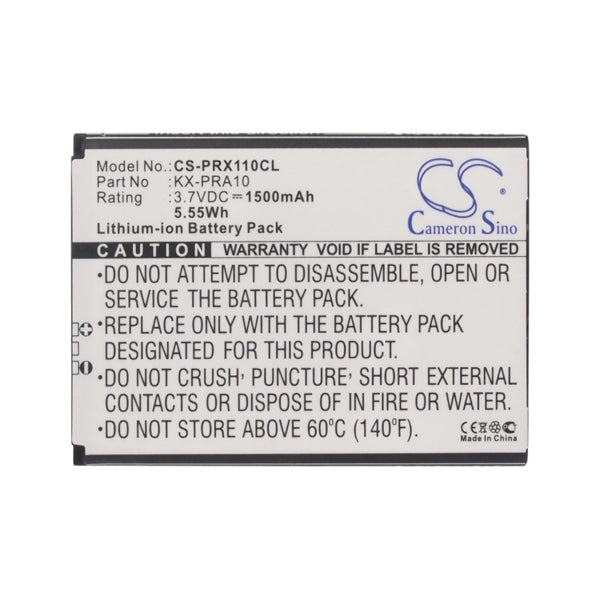 Model No.: CS-PRX110CL
Part No : KX-PRA10
Rating : 3.7VDC⎓1500mAh
5.55Wh
Lithium-ion Battery Pack
CS
Cameron Sino
WARRANTY VOID IF LABEL IS REMOVED
•DO NOT ATTEMPT TO DISASSEMBLE, OPEN OR
SERVICE THE BATTERY PACK.
•REPLACE ONLY WITH THE BATTERY PACK
DESIGNATED FOR THIS PRODUCT.
•DO NOT CRUSH, PUNCTURE, SHORT EXTERNAL
OR DISPOSE OF IN FIRE OR WATER.
•DO NOT STORE ABOVE 60°C (140°F).
CE
Made In China